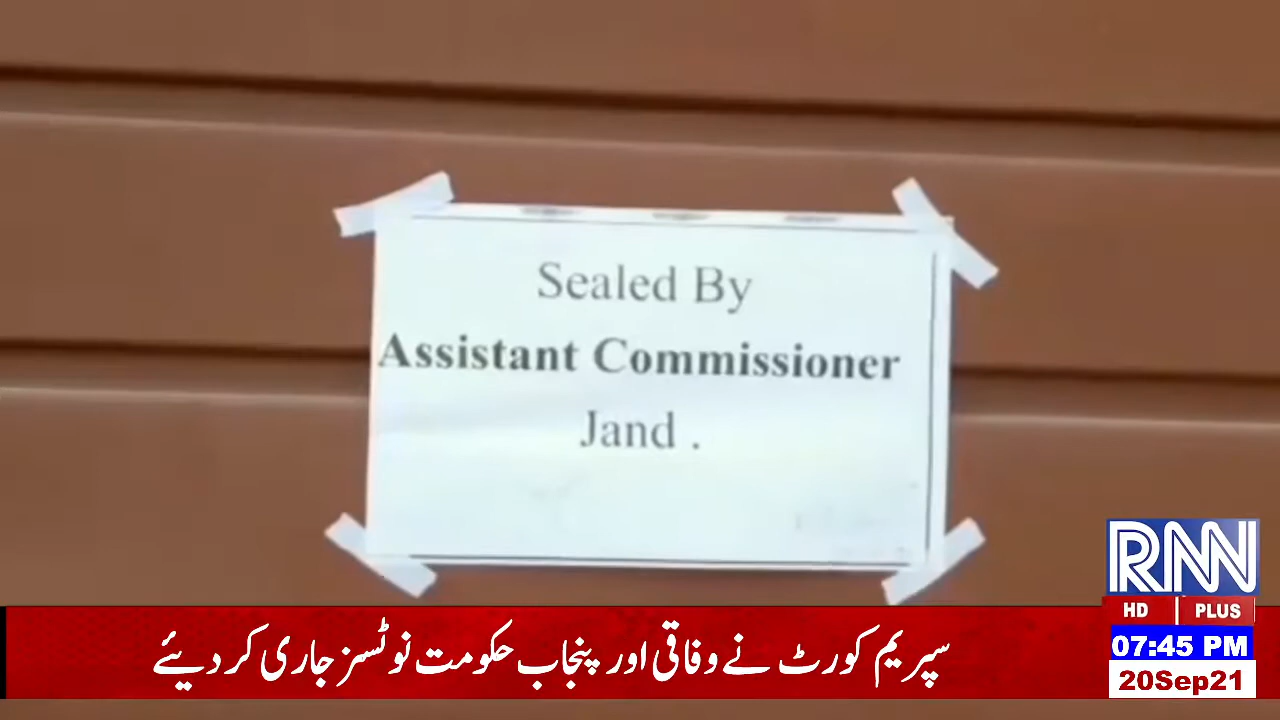 Sealed By
Assistant Commissioner
Jand .
RNN
HD PLUS
07:45 PM
20Sep21
سپریم کورٹ نے وفاقی اور پنجاب حکومت نوٹسز جاری کر دیئے